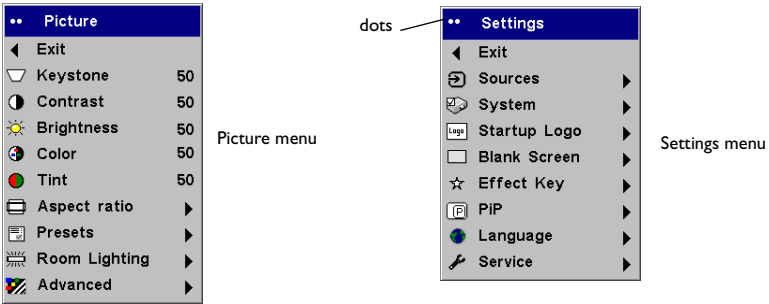 •• Picture
Exit
Keystone 50
Contrast 50
Brightness 50
Color 50
Tint 50
Aspect ratio
Presets
Room Lighting
Advanced
Picture menu
dots
•• Settings
Exit
Sources
System
Logo Startup Logo
Blank Screen
Effect Key
P PiP
Language
Service
Settings menu